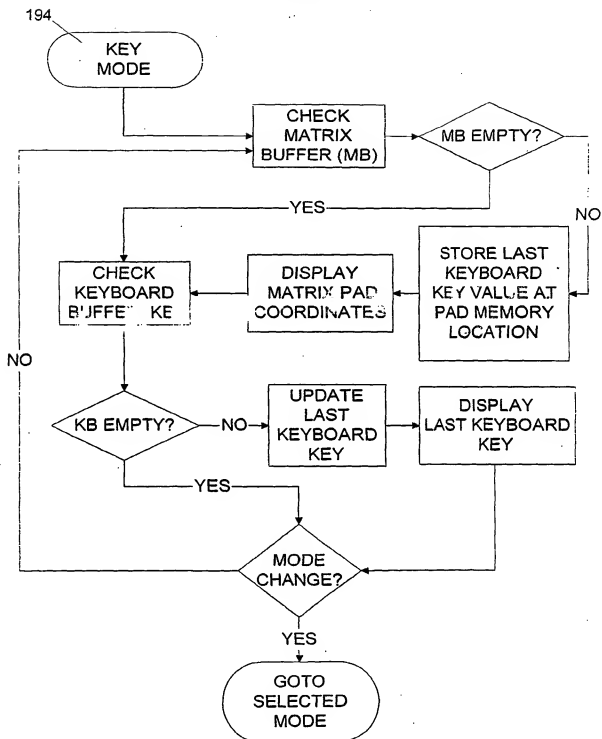 194
KEY
MODE
CHECK
MATRIX
BUFFER (MB)
MB EMPTY?
YES
NO
STORE LAST
KEYBOARD
KEY VALUE AT
PAD MEMORY
LOCATION
DISPLAY
MATRIX PAD
COORDINATES
CHECK
KEYBOARD
NO
KB EMPTY?
NO
UPDATE
LAST
KEYBOARD
KEY
DISPLAY
LAST KEYBOARD
KEY
YES
MODE
CHANGE?
YES
GOTO
SELECTED
MODE